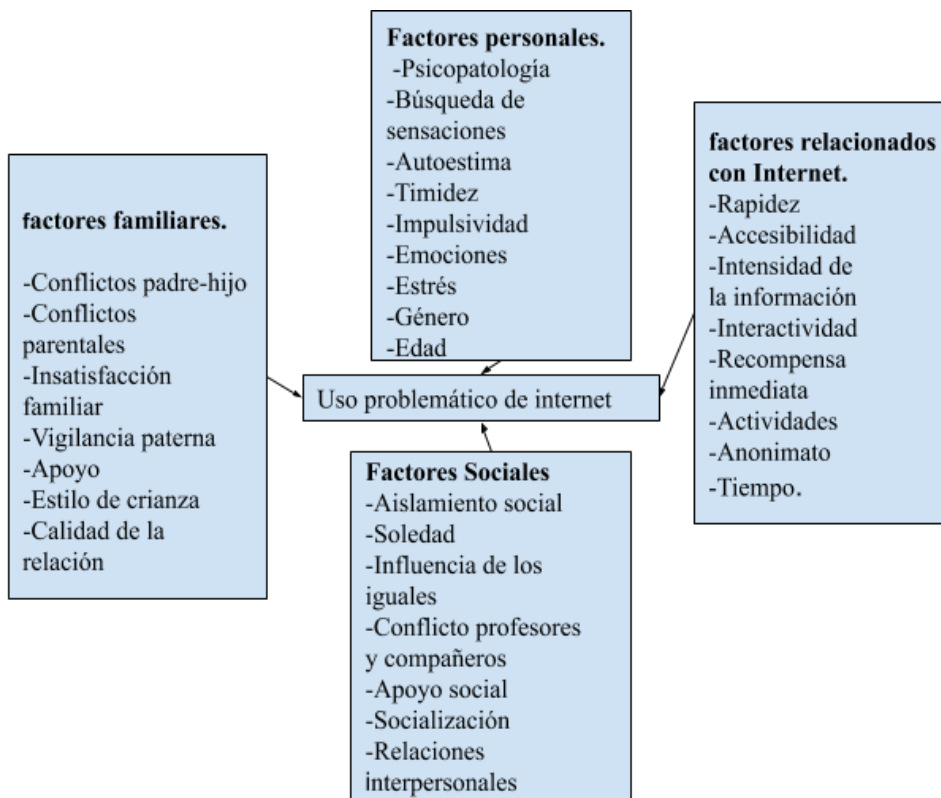 Factores personales.
-Psicopatología
-Búsqueda de
sensaciones
-Autoestima
-Timidez
-Impulsividad
-Emociones
-Estrés
-Género
-Edad
factores familiares.
-Conflictos padre-hijo
-Conflictos
parentales
-Insatisfacción
familiar
-Vigilancia paterna
-Apoyo
-Estilo de crianza
-Calidad de la
relación
Uso problemático de internet
factores relacionados
con Internet.
-Rapidez
-Accesibilidad
-Intensidad de
la información
-Interactividad
-Recompensa
inmediata
-Actividades
-Anonimato
-Tiempo.
Factores Sociales
-Aislamiento social
-Soledad
-Influencia de los
iguales
-Conflicto profesores
y compañeros
-Apoyo social
-Socialización
-Relaciones
interpersonales